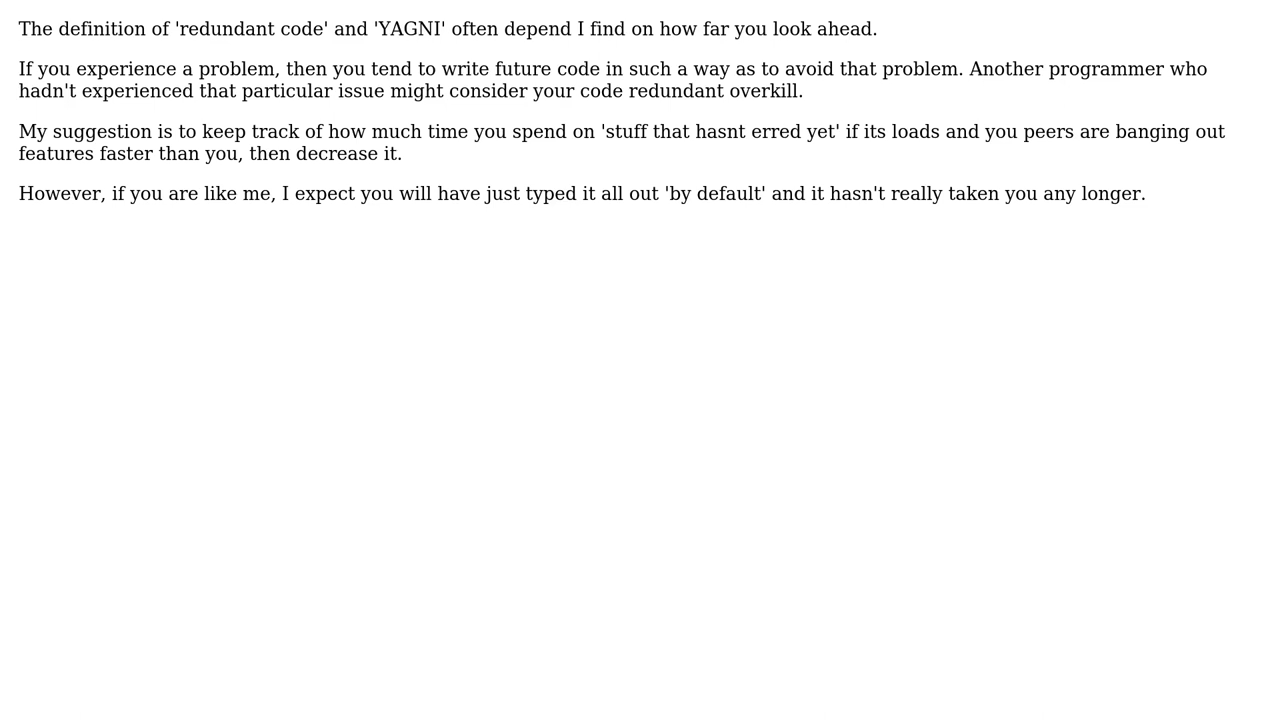 The definition of 'redundant code' and 'YAGNI' often depend I find on how far you look ahead.
If you experience a problem, then you tend to write future code in such a way as to avoid that problem. Another programmer who
hadn't experienced that particular issue might consider your code redundant overkill.
My suggestion is to keep track of how much time you spend on 'stuff that hasnt erred yet' if its loads and you peers are banging out
features faster than you, then decrease it.
However, if you are like me, I expect you will have just typed it all out 'by default' and it hasn't really taken you any longer.